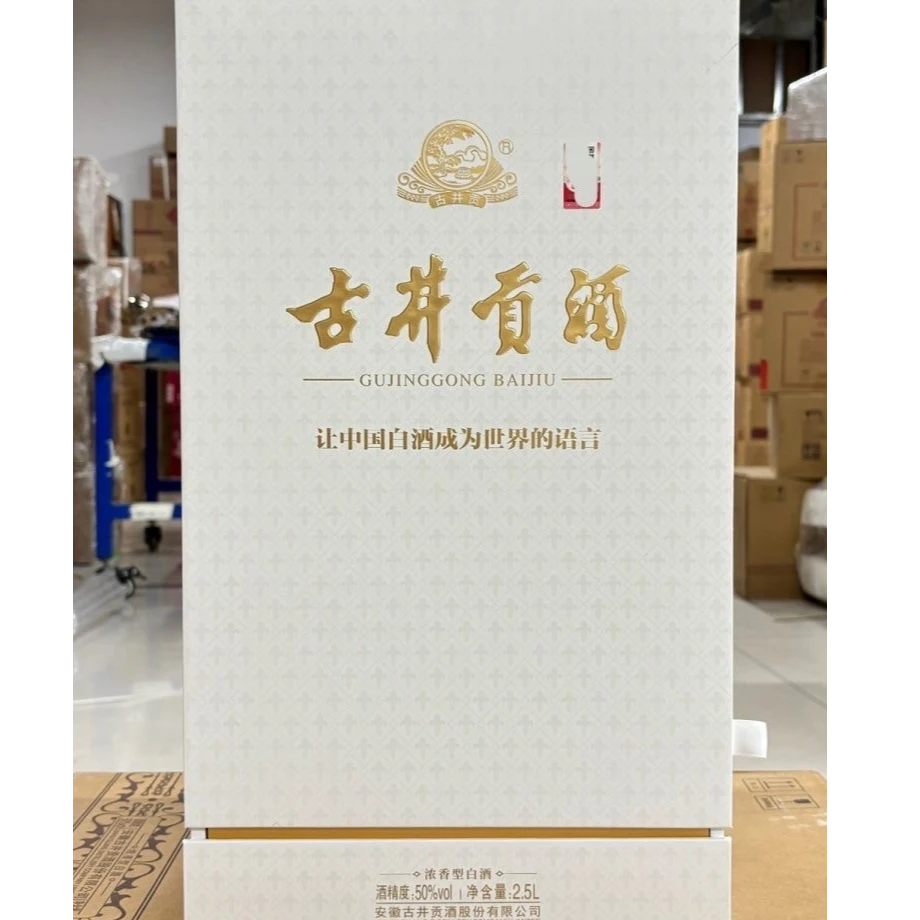 古井贡
®
古井贡酒
GUJINGGONG BAIJIU
让中国白酒成为世界的语言
浓香型白酒
酒精度:50%vol | 净含量:2.5L
安徽古井贡酒股份有限公司